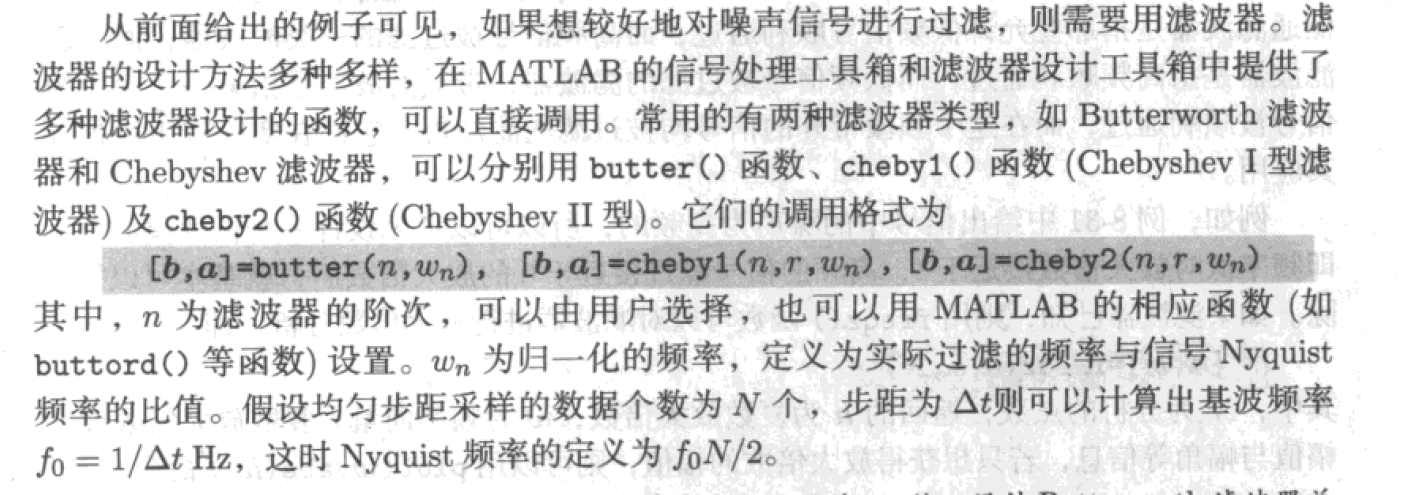 从前面给出的例子可见，如果想较好地对噪声信号进行过滤，则需要用滤波器。滤
波器的设计方法多种多样，在 MATLAB 的信号处理工具箱和滤波器设计工具箱中提供了
多种滤波器设计的函数，可以直接调用。常用的有两种滤波器类型，如 Butterworth 滤波
器和 Chebyshev 滤波器，可以分别用 butter() 函数、cheby1() 函数 (Chebyshev I 型滤
波器) 及 cheby2() 函数 (Chebyshev II 型)。它们的调用格式为
[b,a]=butter(n,wₙ), [b,a]=cheby1(n,r,wₙ), [b,a]=cheby2(n,r,wₙ)
其中，n 为滤波器的阶次，可以由用户选择，也可以用 MATLAB 的相应函数 (如
buttord() 等函数) 设置。wₙ 为归一化的频率，定义为实际过滤的频率与信号 Nyquist
频率的比值。假设均匀步距采样的数据个数为 N 个，步距为 Δt则可以计算出基波频率
f₀ = 1/Δt Hz，这时 Nyquist 频率的定义为 f₀N/2。